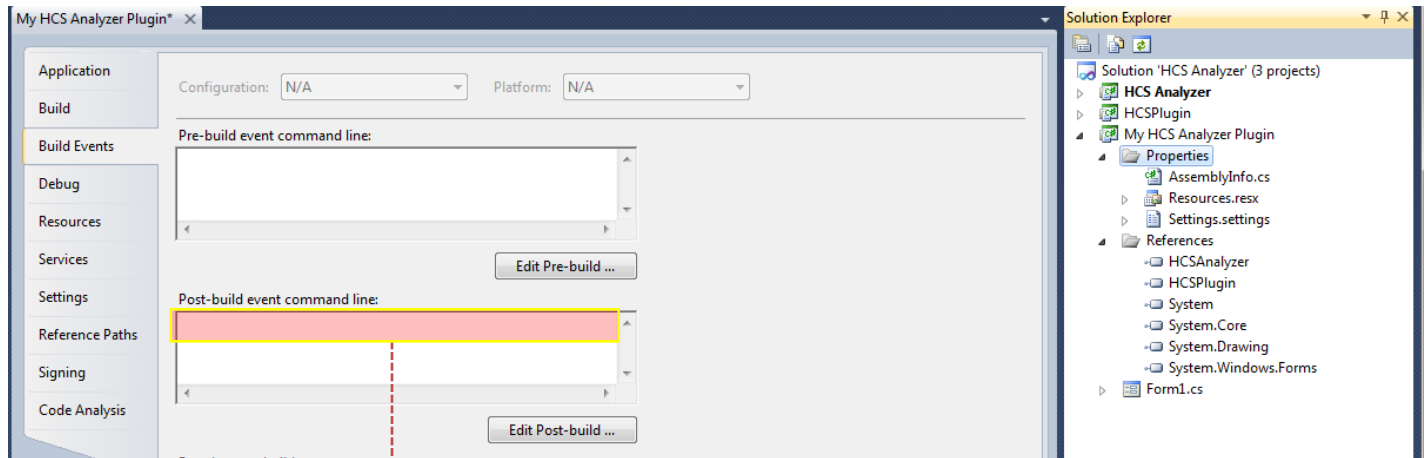 My HCS Analyzer Plugin*
Application
Build
Build Events
Debug
Resources
Services
Settings
Reference Paths
Signing
Code Analysis
Configuration: N/A Platform: N/A
Pre-build event command line:
Edit Pre-build ...
Post-build event command line:
Edit Post-build ...
Solution Explorer
Solution 'HCS Analyzer' (3 projects)
HCS Analyzer
HCSPlugin
My HCS Analyzer Plugin
Properties
AssemblyInfo.cs
Resources.resx
Settings.settings
References
HCSAnalyzer
HCSPlugin
System
System.Core
System.Drawing
System.Windows.Forms
Form1.cs